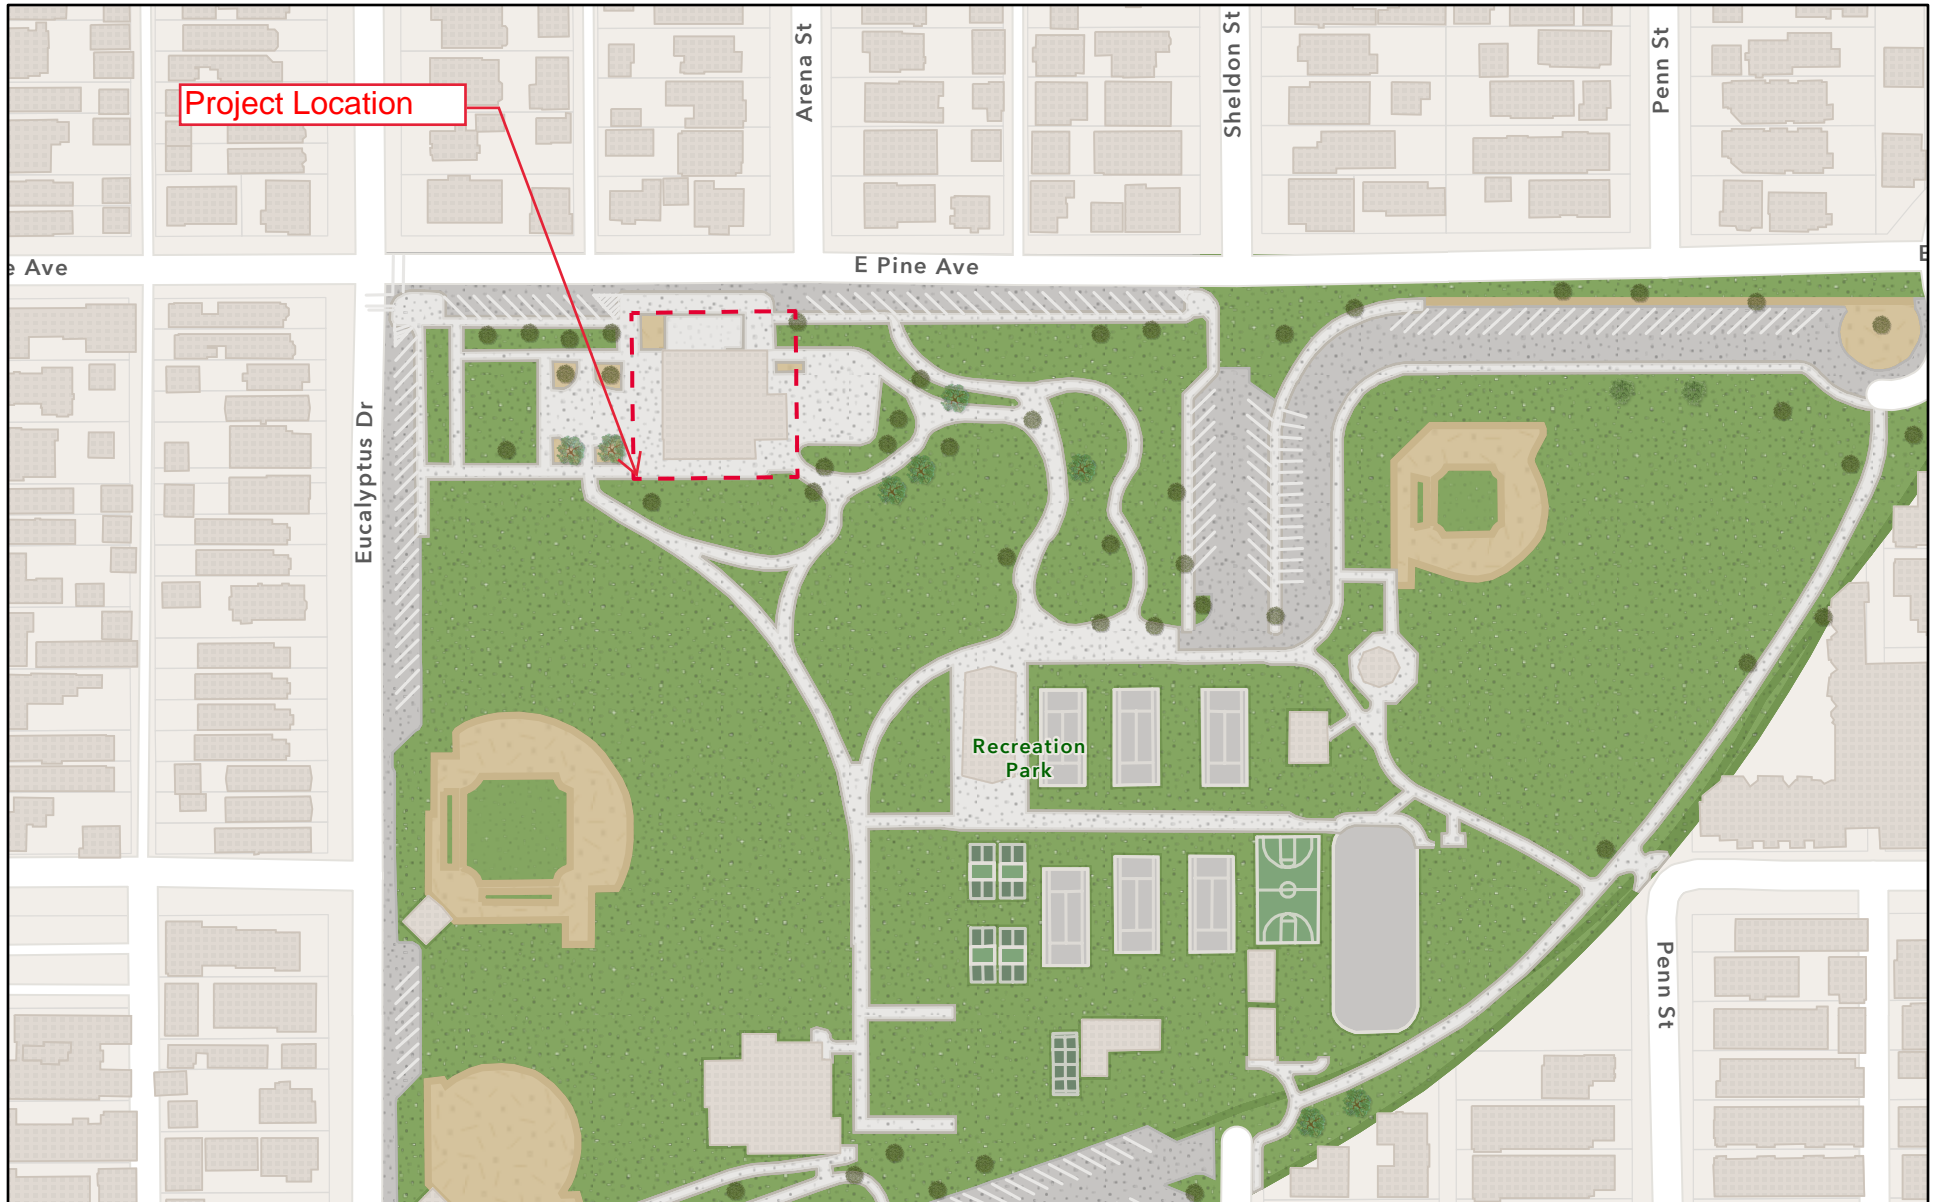 Arena St
Sheldon St
Penn St
Project Location
e Ave
E Pine Ave
E
Eucalyptus Dr
Recreation
Park
Penn St